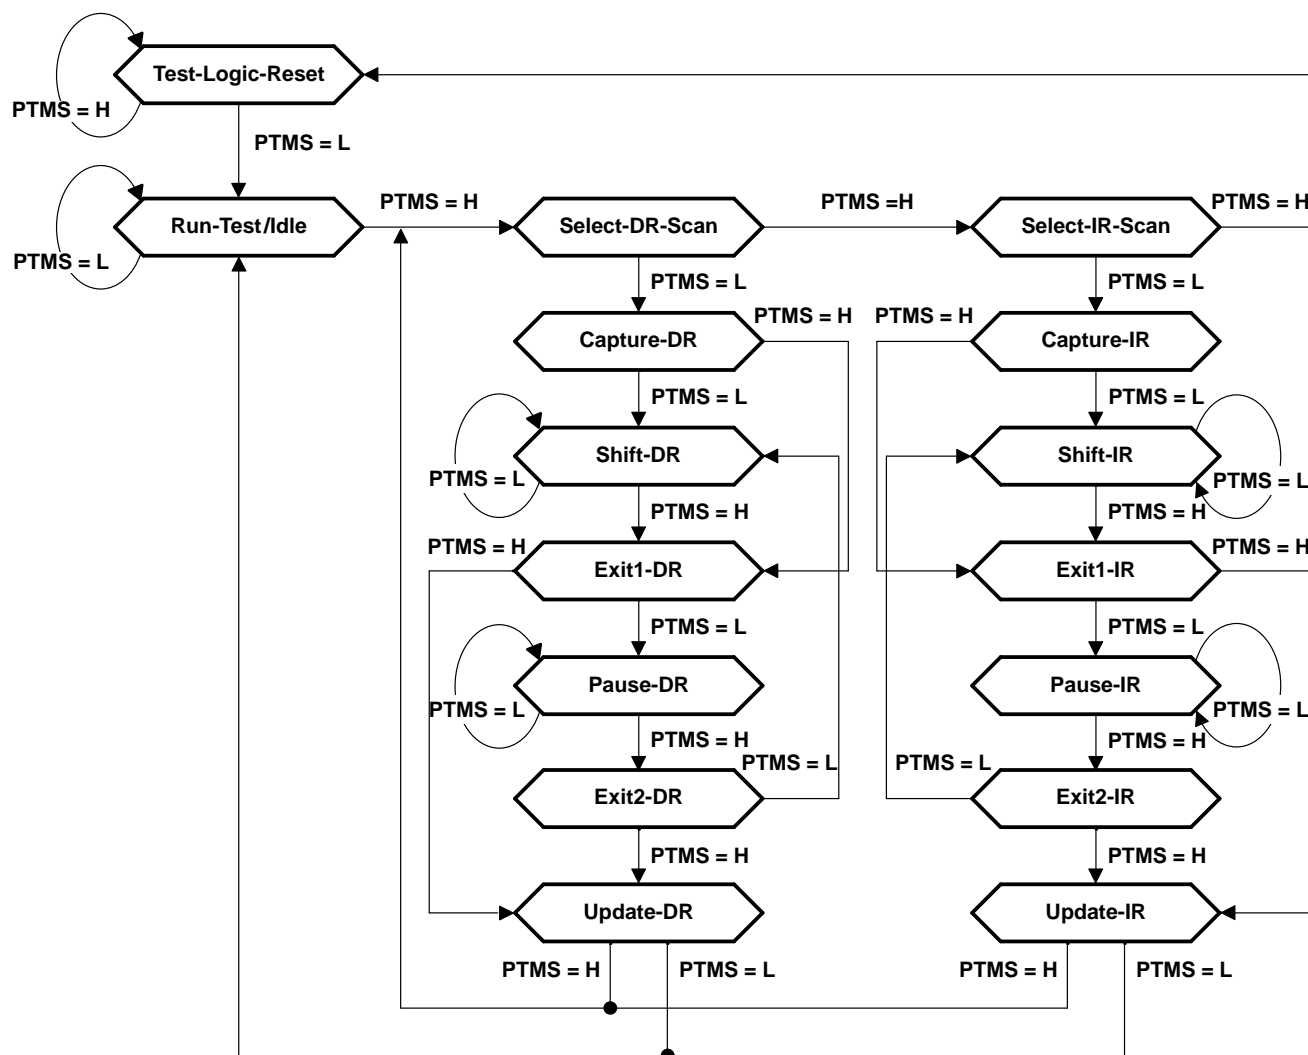 Test-Logic-Reset
PTMS = H
PTMS = L
PTMS = H
PTMS =H
PTMS = H
Run-Test/Idle
Select-DR-Scan
Select-IR-Scan
PTMS = L
PTMS = L
PTMS = L
PTMS = H
PTMS = H
Capture-DR
Capture-IR
PTMS = L
PTMS = L
Shift-DR
Shift-IR
PTMS = L
PTMS = L
PTMS = H
PTMS = H
PTMS = H
PTMS = H
Exit1-DR
Exit1-IR
PTMS = L
PTMS = L
Pause-DR
Pause-IR
PTMS = L
PTMS = L
PTMS = H
PTMS = H
PTMS = L
PTMS = L
Exit2-DR
Exit2-IR
PTMS = H
PTMS = H
Update-DR
Update-IR
PTMS = H
PTMS = L
PTMS = H
PTMS = L